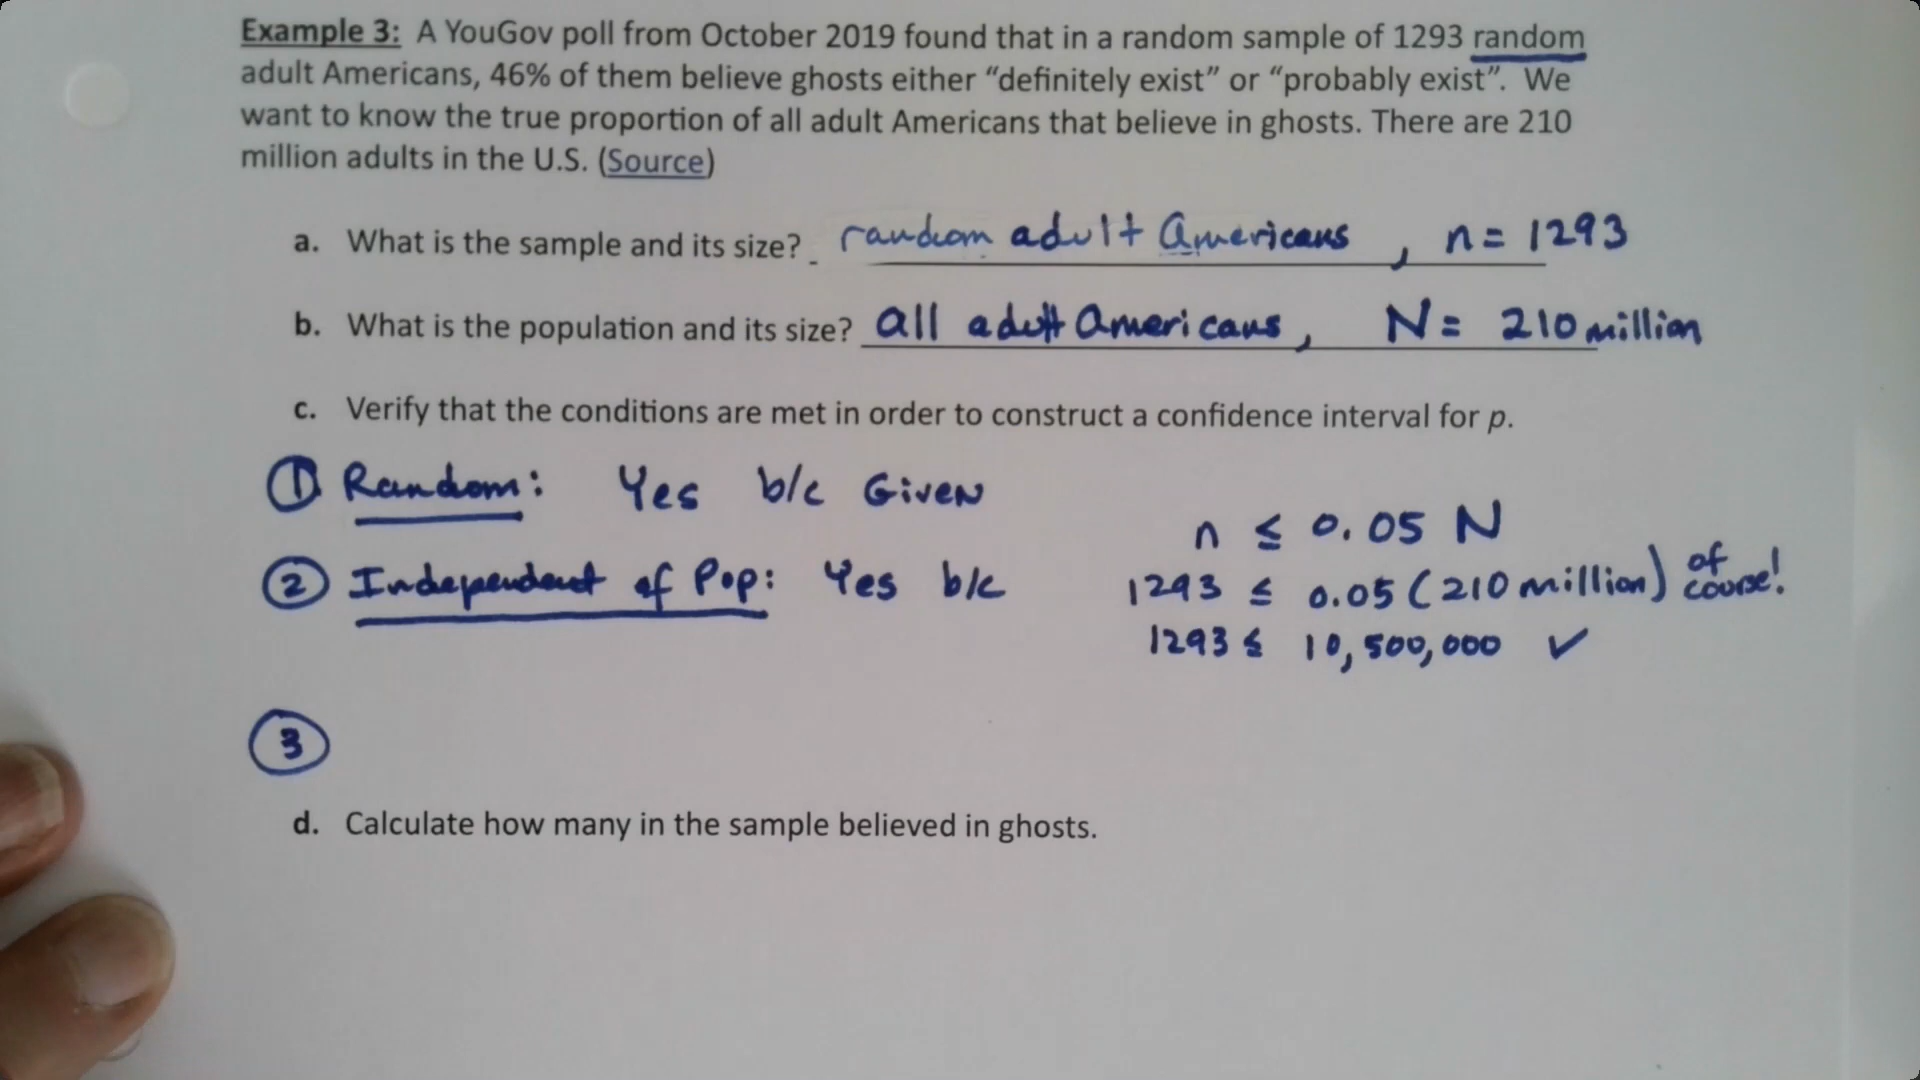 Example 3: A YouGov poll from October 2019 found that in a random sample of 1293 random
adult Americans, 46% of them believe ghosts either “definitely exist” or “probably exist”. We
want to know the true proportion of all adult Americans that believe in ghosts. There are 210
million adults in the U.S. (Source)
a. What is the sample and its size? random adult Americans, n = 1293
b. What is the population and its size? all adult Americans, N = 210 million
c. Verify that the conditions are met in order to construct a confidence interval for p.
① Random: Yes b/c Given
n ≤ 0.05 N
② Independent of Pop: Yes b/c 1293 ≤ 0.05 (210 million) of course!
1293 ≤ 10,500,000 ✓
③
d. Calculate how many in the sample believed in ghosts.